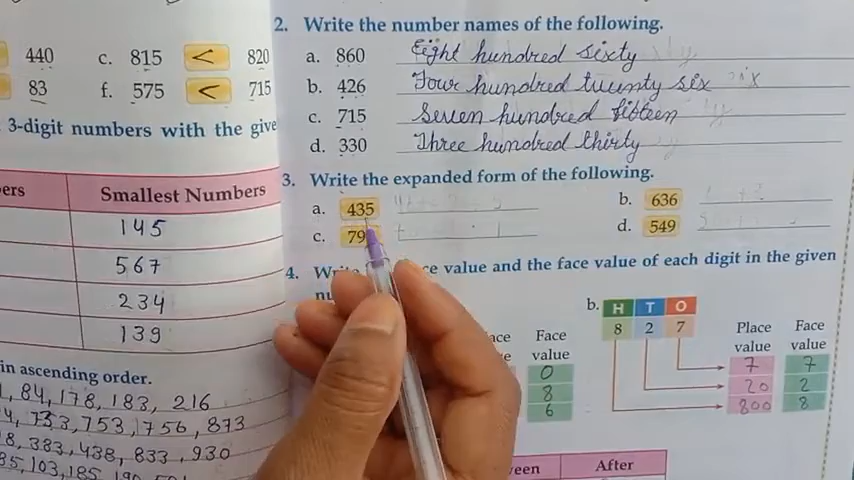 440 c. 815 < 820
83 f. 575 < 715
3-digit numbers with the give
ers Smallest Numbers
145
567
234
139
in ascending order.
84, 178, 183, 216
733, 753, 756, 873
383, 438, 833, 930
85, 103, 185,
2. Write the number names of the following.
a. 860 Eight hundred sixty
b. 426 Four hundred twenty six
c. 715 Seven hundred fifteen
d. 330 Three hundred thirty
3. Write the expanded form of the following.
a. 435 b. 636
c. 79 d. 549
4. ce value and the face value of each digit in the given
Face
value
0
8
6
b. H T O
8 2 7
Place value Face value
7 7
20 2
800 8
een After